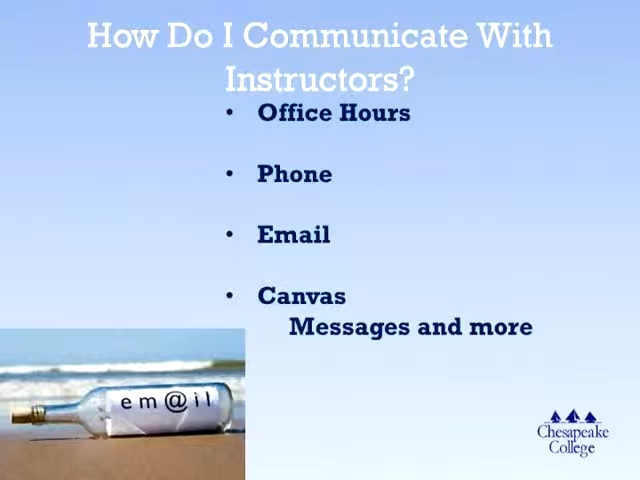 How Do I Communicate With
Instructors?
• Office Hours
• Phone
• Email
• Canvas
Messages and more
e m @ i l
Chesapeake
College